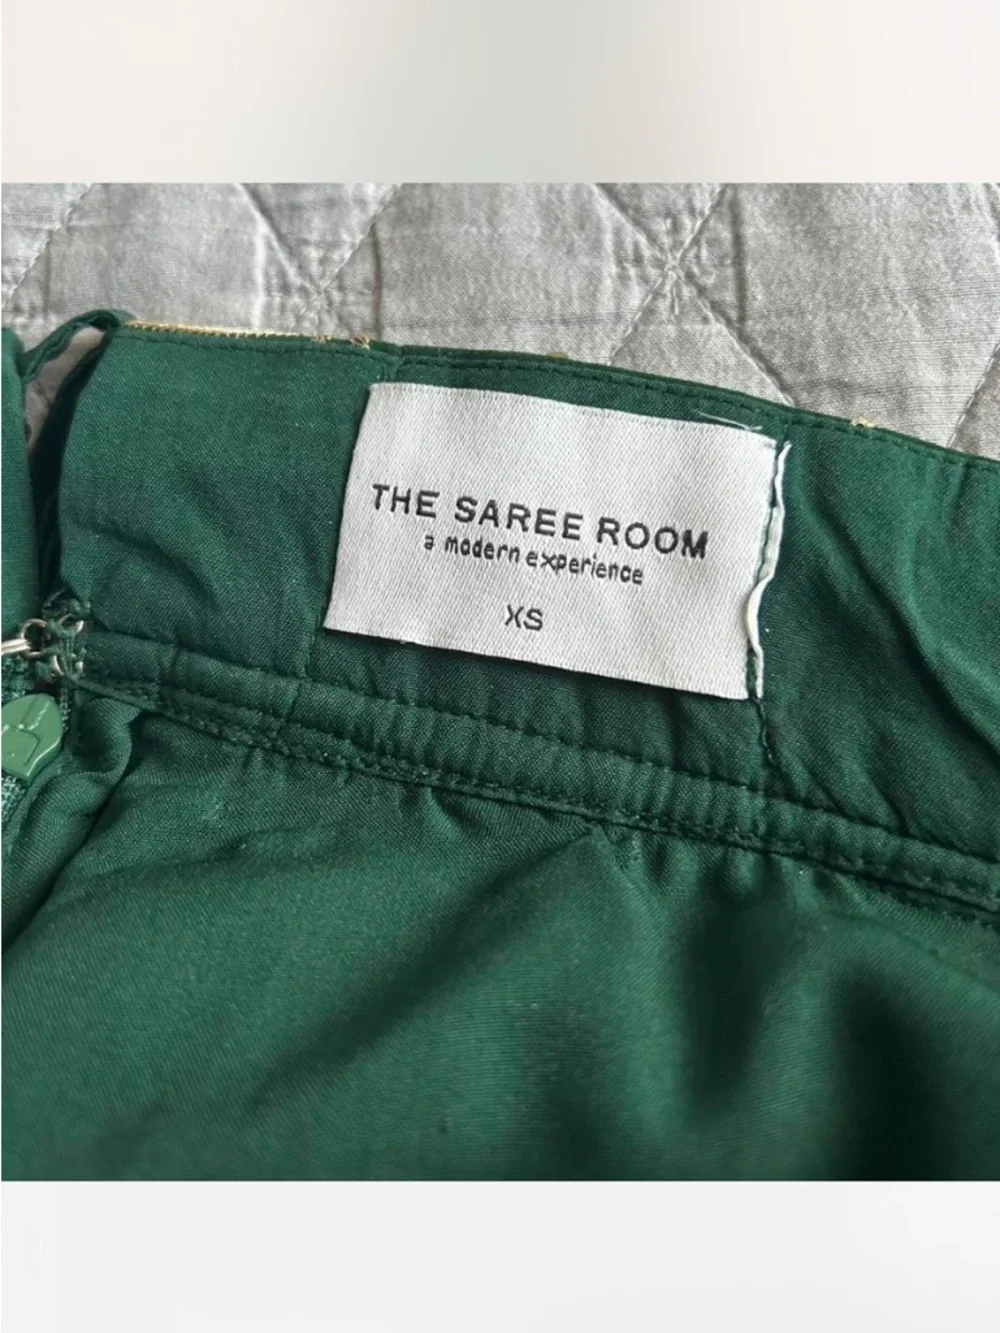 THE SAREE ROOM
a modern experience
XS